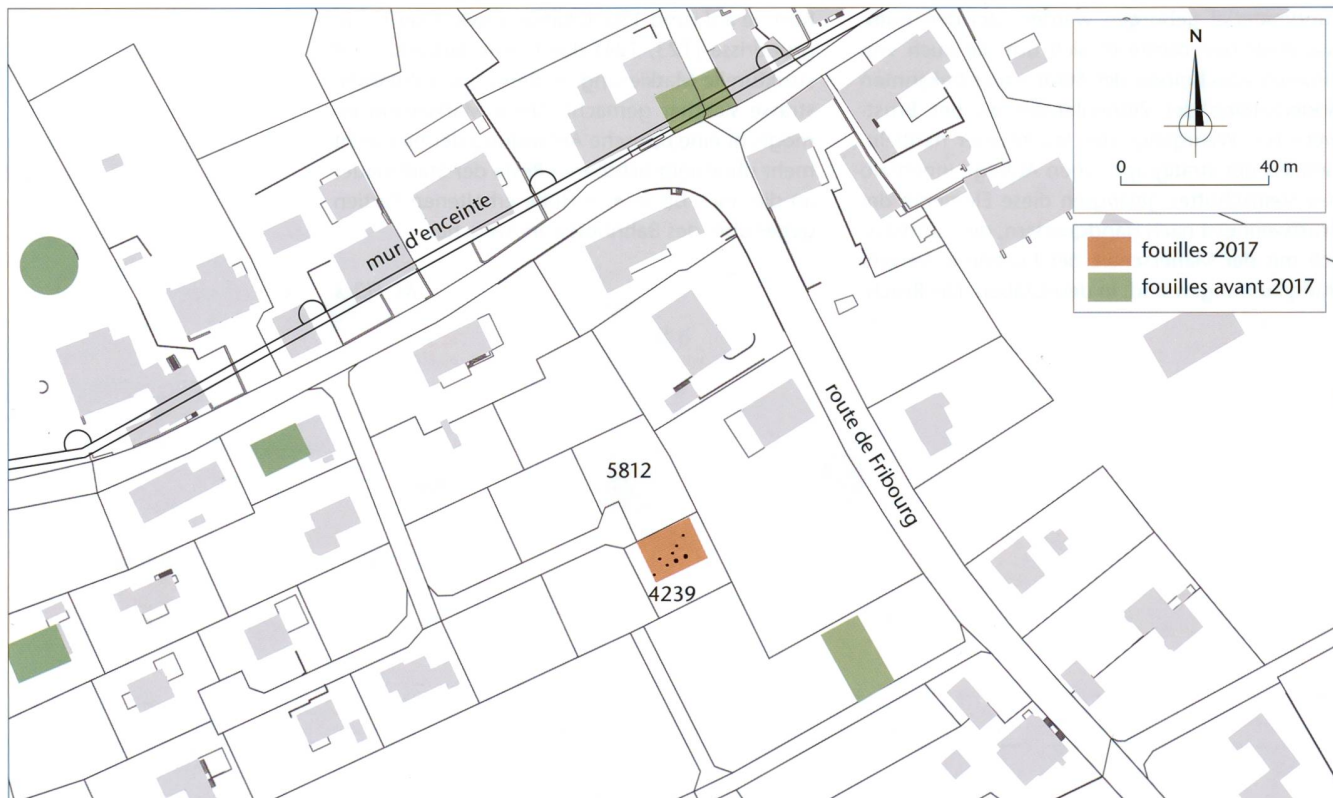 N
0 40 m
fouilles 2017
fouilles avant 2017
mur d'enceinte
route de Fribourg
5812
4239